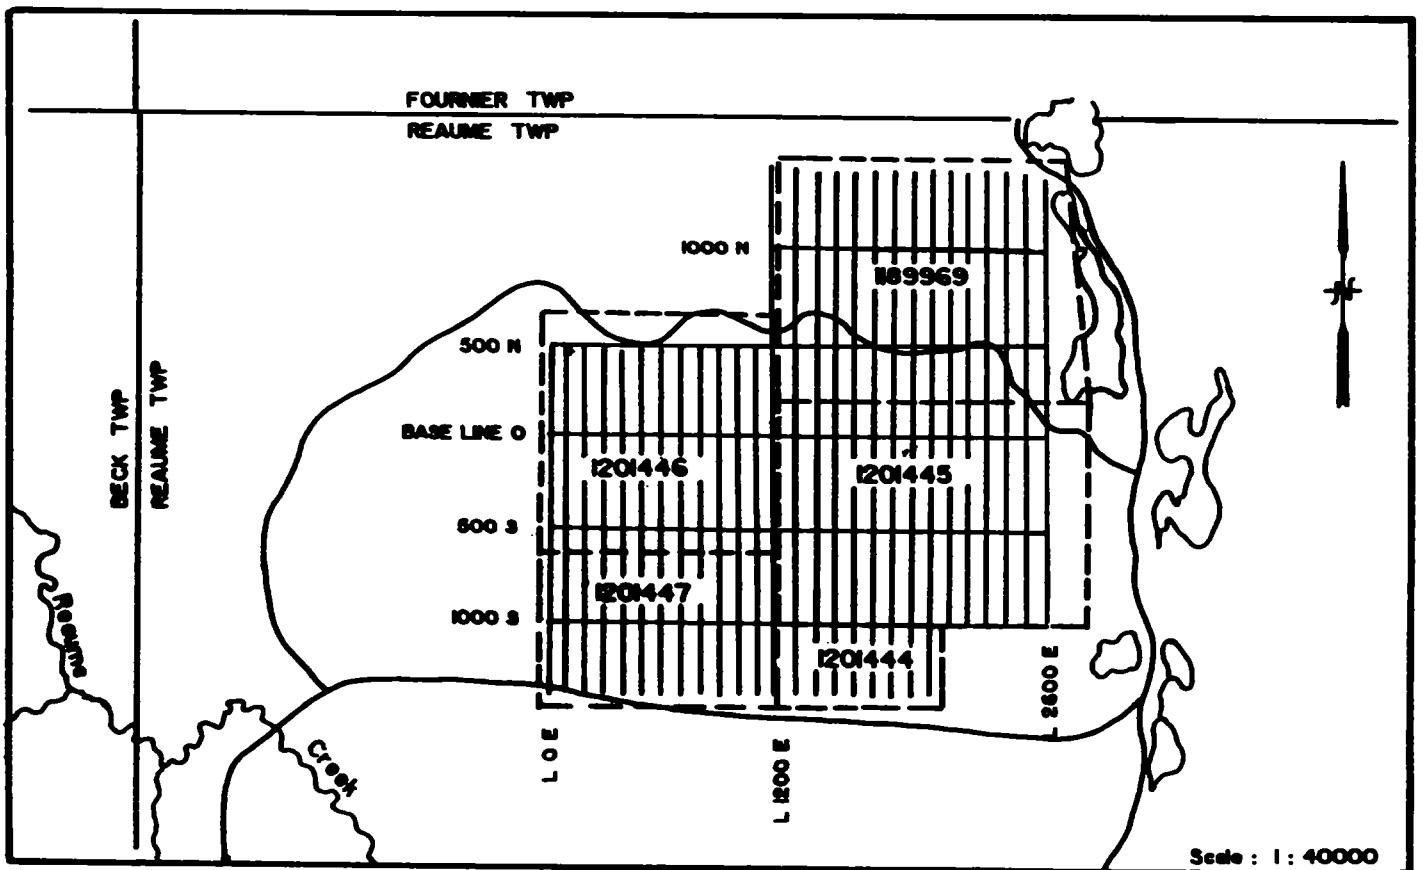 FOURNIER TWP
REAUME TWP
1000 N
1189969
500 N
BECK TWP
REAUME TWP
BASE LINE 0
1201446
1201445
500 S
1201447
1000 S
1201444
Reaume
Creek
L 0 E
L 1200 E
L 2600 E
N
Scale : 1 : 40000